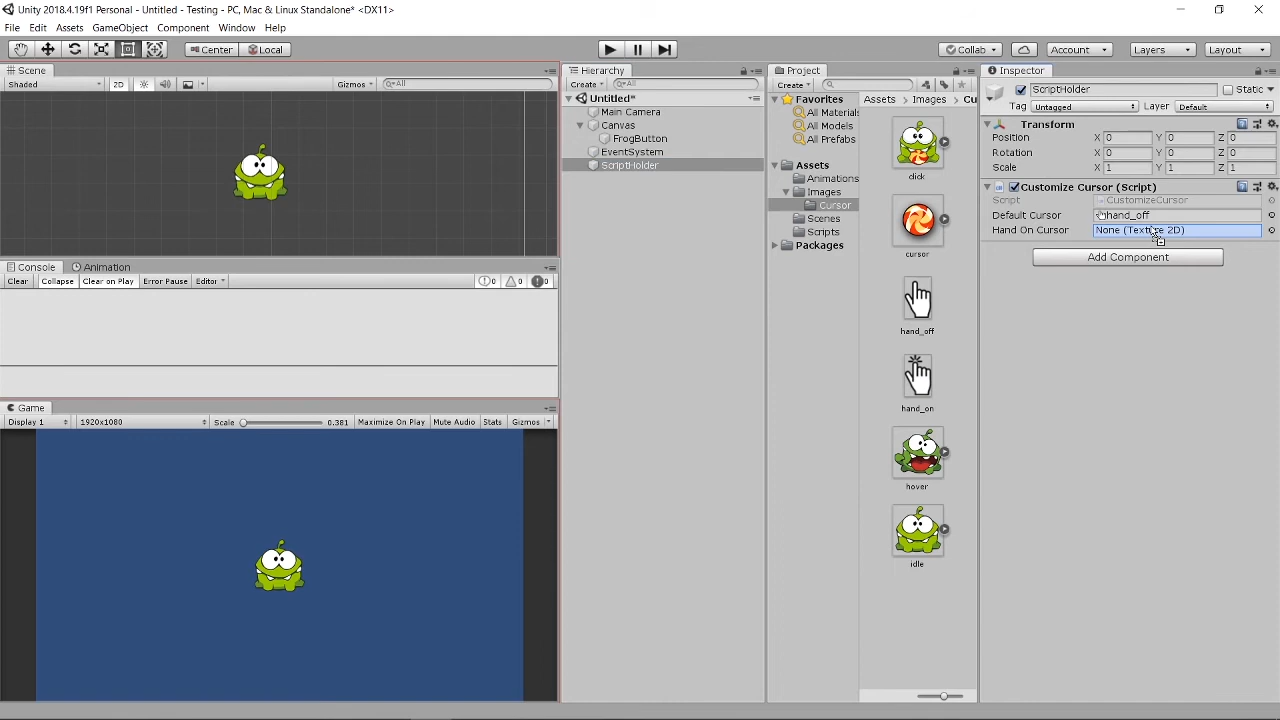 Unity 2018.4.19f1 Personal - Untitled - Testing - PC, Mac & Linux Standalone* <DX11>
File Edit Assets GameObject Component Window Help
Center Local Collab Account Layers Layout
Scene
Shaded 2D Gizmos All
Console Animation
Clear Collapse Clear on Play Error Pause Editor 0 0 0
Game
Display 1 1920x1080 Scale 0.381 Maximize On Play Mute Audio Stats Gizmos
Hierarchy
Create All
Untitled*
Main Camera
Canvas
FrogButton
EventSystem
ScriptHolder
Project
Create
Favorites
All Materials
All Models
All Prefabs
Assets
Animations
Images
Cursor
Scenes
Scripts
Packages
Assets Images Cu
click
cursor
hand_off
hand_on
hover
idle
Inspector
ScriptHolder Static
Tag Untagged Layer Default
Transform
Position X 0 Y 0 Z 0
Rotation X 0 Y 0 Z 0
Scale X 1 Y 1 Z 1
Customize Cursor (Script)
Script CustomizeCursor
Default Cursor hand_off
Hand On Cursor None (Texture 2D)
Add Component